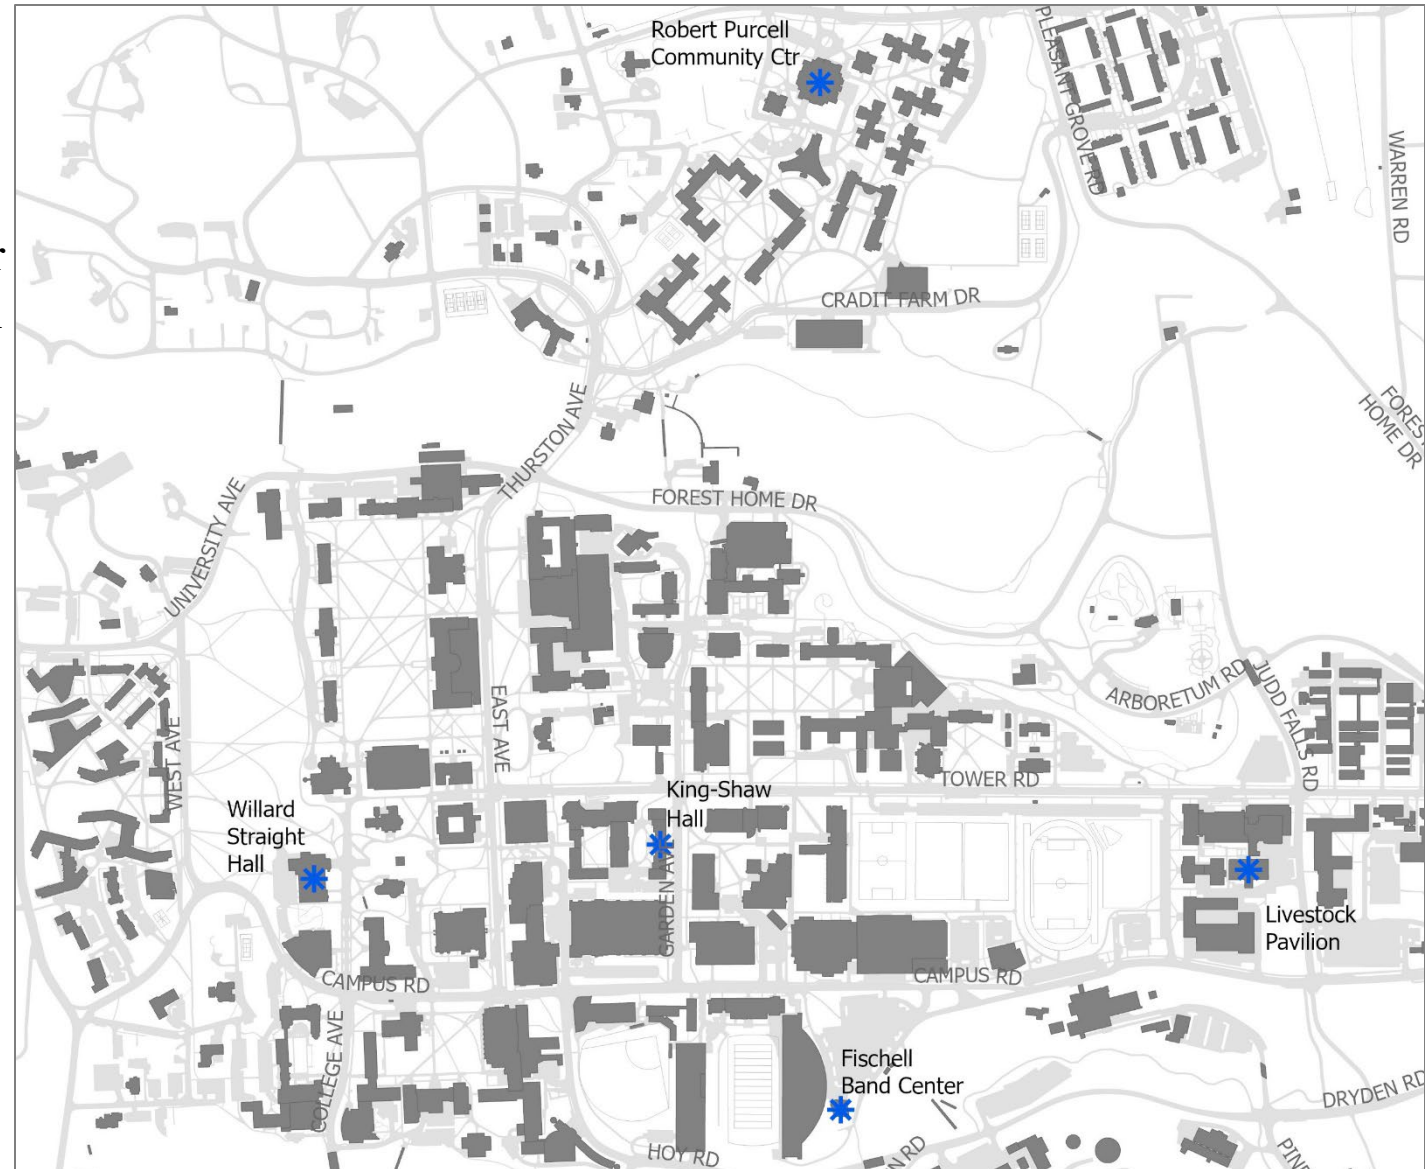 Robert Purcell
Community Ctr
PLEASANT GROVE RD
WARREN RD
CRADIT FARM DR
FOREST
HOME DR
THURSTON AVE
UNIVERSITY AVE
FOREST HOME DR
EAST AVE
WEST AVE
ARBORETUM RD
JUDD FALLS RD
TOWER RD
King-Shaw
Hall
Willard
Straight
Hall
GARDEN AV
Livestock
Pavilion
CAMPUS RD
CAMPUS RD
COLLEGE AVE
Fischell
Band Center
DRYDEN RD
HOY RD